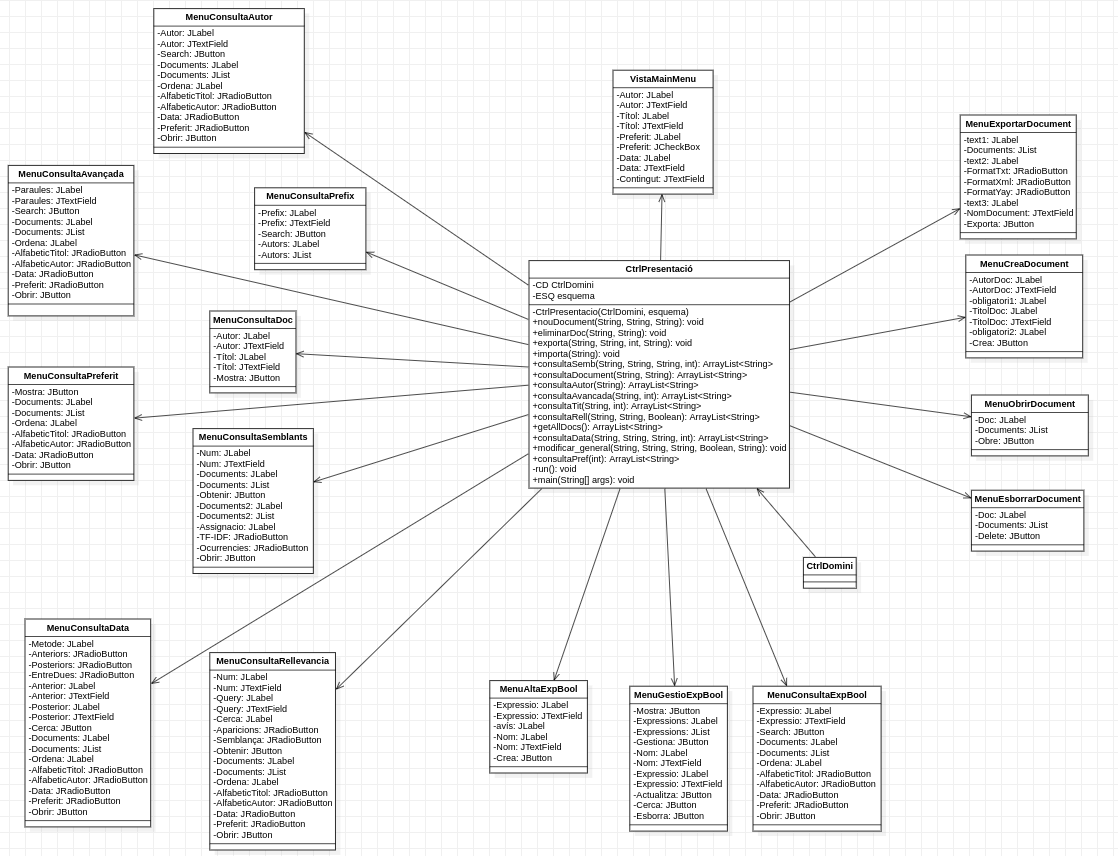 MenuConsultaAutor
-Autor: JLabel
-Autor: JTextField
-Search: JButton
-Documents: JLabel
-Documents: JList
-Ordena: JLabel
-AlfabeticTitol: JRadioButton
-AlfabeticAutor: JRadioButton
-Data: JRadioButton
-Preferit: JRadioButton
-Obrir: JButton
VistaMainMenu
-Autor: JLabel
-Autor: JTextField
-Títol: JLabel
-Títol: JTextField
-Preferit: JLabel
-Preferit: JCheckBox
-Data: JLabel
-Data: JTextField
-Contingut: JTextField
MenuExportarDocument
-text1: JLabel
-Documents: JList
-text2: JLabel
-FormatTxt: JRadioButton
-FormatXml: JRadioButton
-FormatYay: JRadioButton
-text3: JLabel
-NomDocument: JTextField
-Exporta: JButton
MenuConsultaAvançada
-Paraules: JLabel
-Paraules: JTextField
-Search: JButton
-Documents: JLabel
-Documents: JList
-Ordena: JLabel
-AlfabeticTitol: JRadioButton
-AlfabeticAutor: JRadioButton
-Data: JRadioButton
-Preferit: JRadioButton
-Obrir: JButton
MenuConsultaPrefix
-Prefix: JLabel
-Prefix: JTextField
-Search: JButton
-Autors: JLabel
-Autors: JList
CtrlPresentació
-CD CtrlDomini
-ESQ esquema
-CtrlPresentacio(CtrlDomini, esquema)
+nouDocument(String, String, String): void
+eliminarDoc(String, String): void
+exporta(String, String, int, String): void
+importa(String): void
+consultaSemb(String, String, String, int): ArrayList<String>
+consultaDocument(String, String): ArrayList<String>
+consultaAutor(String): ArrayList<String>
+consultaAvancada(String, int): ArrayList<String>
+consultaTit(String, int): ArrayList<String>
+consultaRell(String, String, Boolean): ArrayList<String>
+getAllDocs(): ArrayList<String>
+consultaData(String, String, String, int): ArrayList<String>
+modificar_general(String, String, String, Boolean, String): void
+consultaPref(int): ArrayList<String>
-run(): void
+main(String[] args): void
MenuCreaDocument
-AutorDoc: JLabel
-AutorDoc: JTextField
-obligatori1: JLabel
-TitolDoc: JLabel
-TitolDoc: JTextField
-obligatori2: JLabel
-Crea: JButton
MenuConsultaDoc
-Autor: JLabel
-Autor: JTextField
-Títol: JLabel
-Títol: JTextField
-Mostra: JButton
MenuConsultaPreferit
-Mostra: JButton
-Documents: JLabel
-Documents: JList
-Ordena: JLabel
-AlfabeticTitol: JRadioButton
-AlfabeticAutor: JRadioButton
-Data: JRadioButton
-Obrir: JButton
MenuObrirDocument
-Doc: JLabel
-Documents: JList
-Obre: JButton
MenuConsultaSemblants
-Num: JLabel
-Num: JTextField
-Documents: JLabel
-Documents: JList
-Obtenir: JButton
-Documents2: JLabel
-Documents2: JList
-Assignacio: JLabel
-TF-IDF: JRadioButton
-Ocurrencies: JRadioButton
-Obrir: JButton
MenuEsborrarDocument
-Doc: JLabel
-Documents: JList
-Delete: JButton
CtrlDomini
MenuConsultaData
-Metode: JLabel
-Anteriors: JRadioButton
-Posteriors: JRadioButton
-EntreDues: JRadioButton
-Anterior: JLabel
-Anterior: JTextField
-Posterior: JLabel
-Posterior: JTextField
-Cerca: JButton
-Documents: JLabel
-Documents: JList
-Ordena: JLabel
-AlfabeticTitol: JRadioButton
-AlfabeticAutor: JRadioButton
-Data: JRadioButton
-Preferit: JRadioButton
-Obrir: JButton
MenuConsultaRellevancia
-Num: JLabel
-Num: JTextField
-Query: JLabel
-Query: JTextField
-Cerca: JLabel
-Aparicions: JRadioButton
-Semblança: JRadioButton
-Obtenir: JButton
-Documents: JLabel
-Documents: JList
-Ordena: JLabel
-AlfabeticTitol: JRadioButton
-AlfabeticAutor: JRadioButton
-Data: JRadioButton
-Preferit: JRadioButton
-Obrir: JButton
MenuAltaExpBool
-Expressio: JLabel
-Expressio: JTextField
-avís: JLabel
-Nom: JLabel
-Nom: JTextField
-Crea: JButton
MenuGestioExpBool
-Mostra: JButton
-Expressions: JLabel
-Expressions: JList
-Gestiona: JButton
-Nom: JLabel
-Nom: JTextField
-Expressio: JLabel
-Expressio: JTextField
-Actualitza: JButton
-Cerca: JButton
-Esborra: JButton
MenuConsultaExpBool
-Expressio: JLabel
-Expressio: JTextField
-Search: JButton
-Documents: JLabel
-Documents: JList
-Ordena: JLabel
-AlfabeticTitol: JRadioButton
-AlfabeticAutor: JRadioButton
-Data: JRadioButton
-Preferit: JRadioButton
-Obrir: JButton